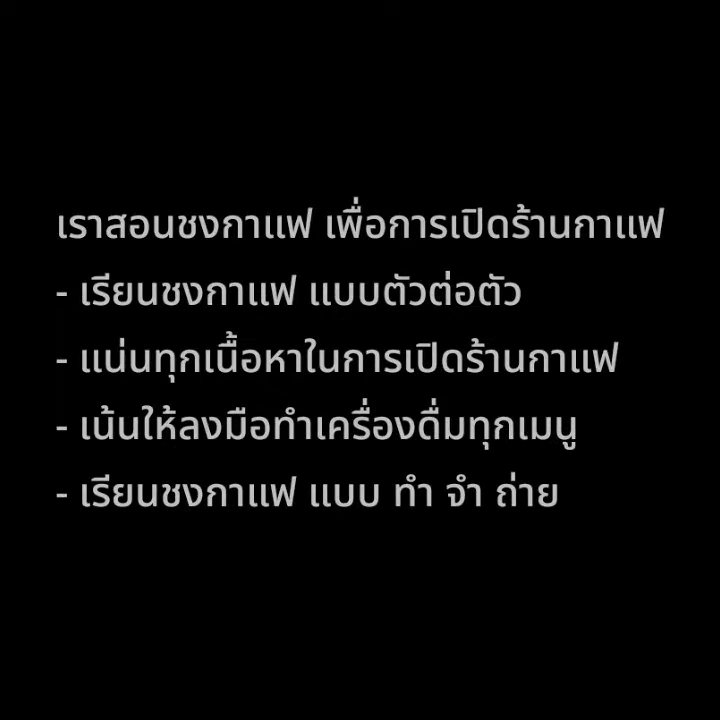 เราสอนชงกาแฟ เพื่อการเปิดร้านกาแฟ
- เรียนชงกาแฟ แบบตัวต่อตัว
- แน่นทุกเนื้อหาในการเปิดร้านกาแฟ
- เน้นให้ลงมือทำเครื่องดื่มทุกเมนู
- เรียนชงกาแฟ แบบ ทำ จำ ถ่าย